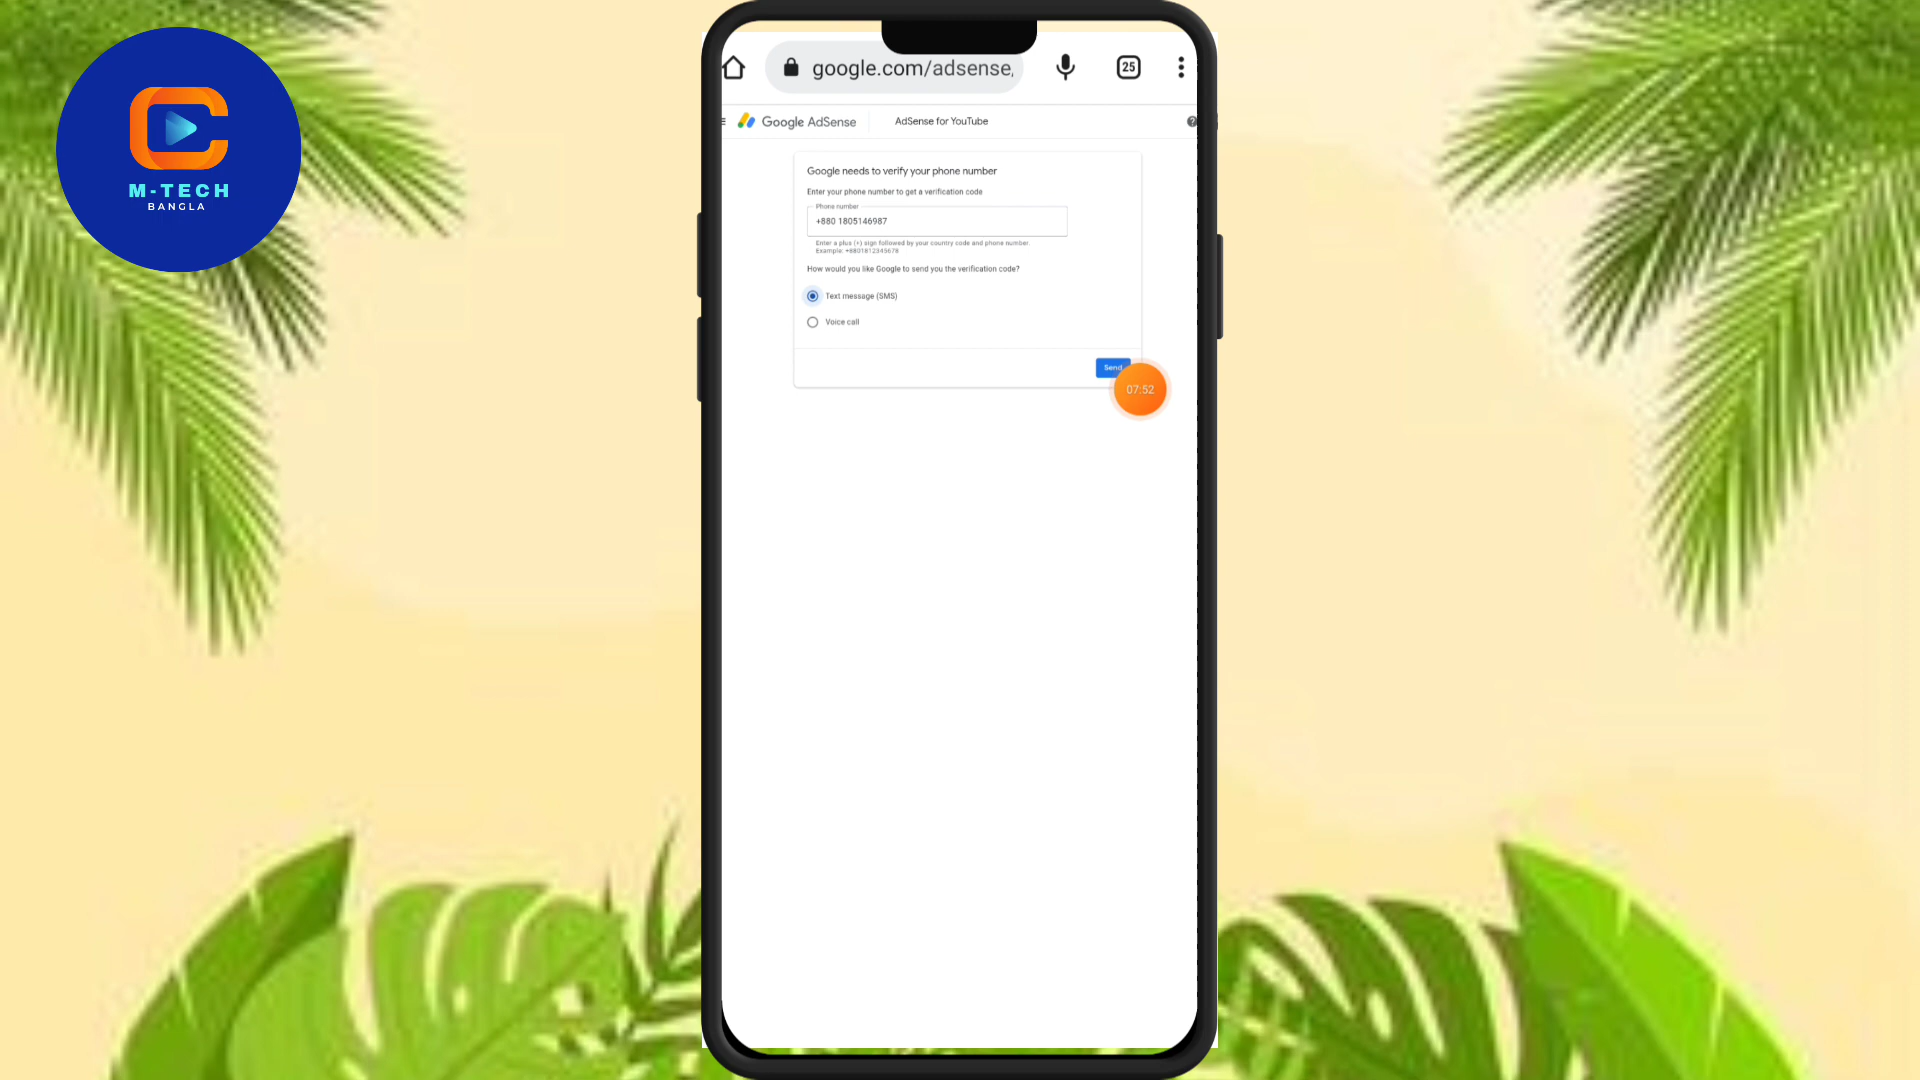 M-TECH
BANGLA
google.com/adsense,
25
Google AdSense
AdSense for YouTube
?
Google needs to verify your phone number
Enter your phone number to get a verification code
Phone number
+880 1805146987
Enter a plus (+) sign followed by your country code and phone number.
Example: +8801812345678
How would you like Google to send you the verification code?
Text message (SMS)
Voice call
Send
07:52